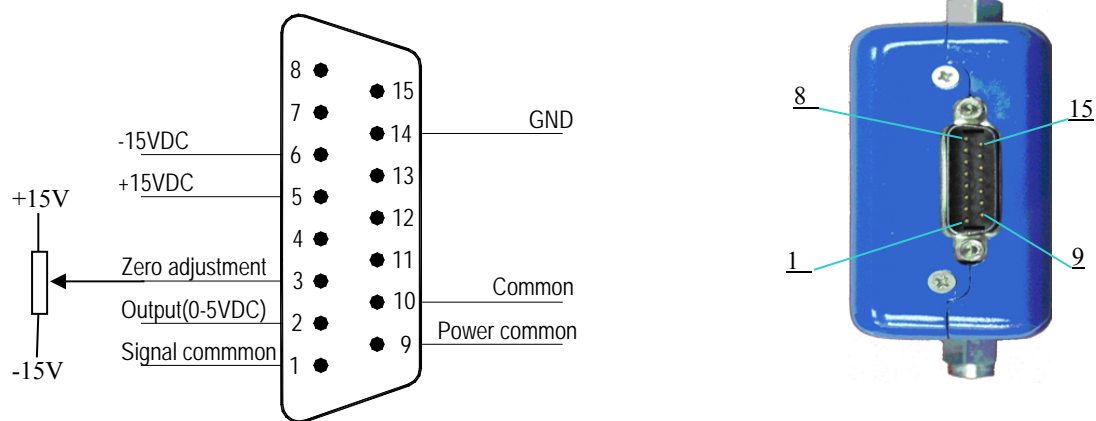 8
15
7
14
GND
-15VDC
6
13
+15VDC
5
12
+15V
4
11
Zero adjustment
3
10
Common
Output(0-5VDC)
2
9
Power common
Signal commmon
1
-15V
8
15
1
9